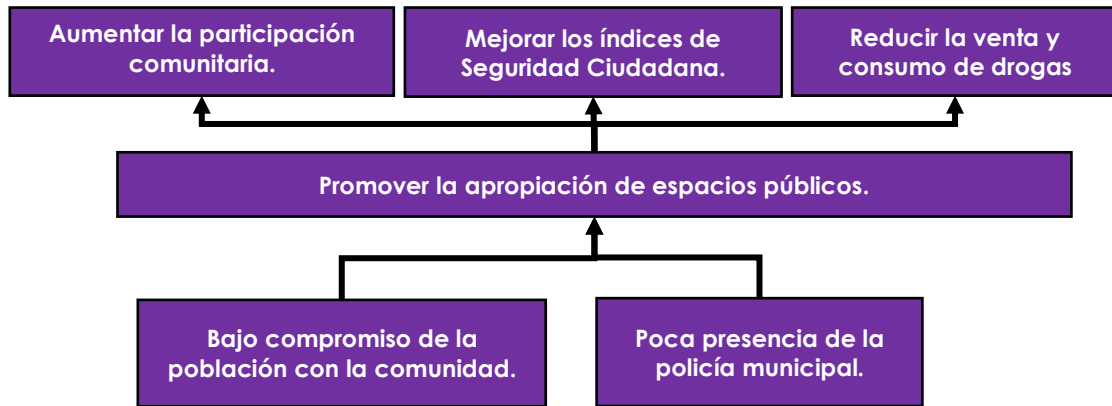 Aumentar la participación
comunitaria.
Mejorar los índices de
Seguridad Ciudadana.
Reducir la venta y
consumo de drogas
Promover la apropiación de espacios públicos.
Bajo compromiso de la
población con la comunidad.
Poca presencia de la
policía municipal.